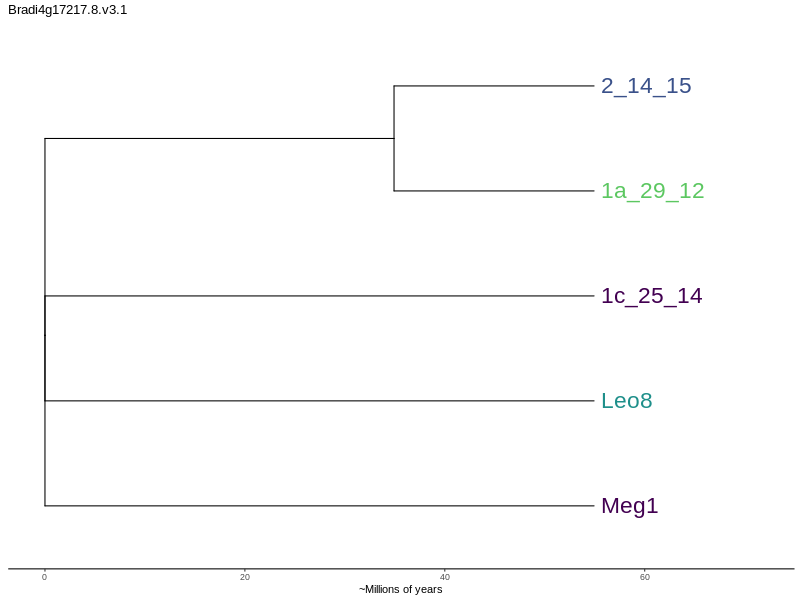 Bradi4g17217.8.v3.1
2_14_15
1a_29_12
1c_25_14
Leo8
Meg1
0 20 40 60
~Millions of years